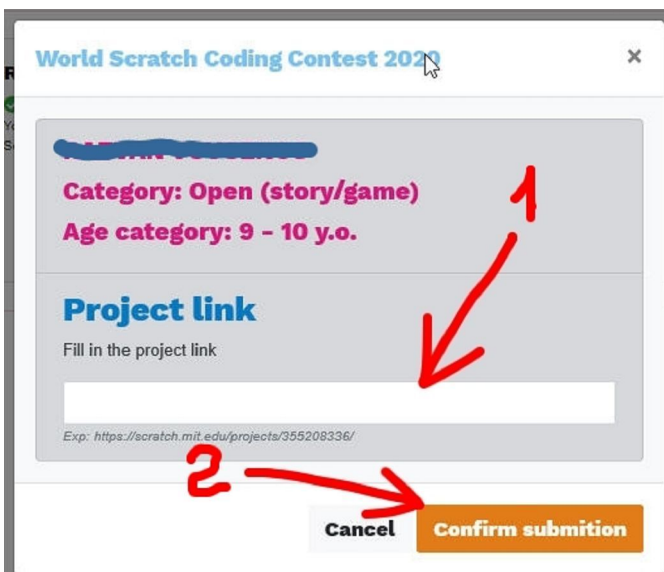 World Scratch Coding Contest 2020
×
Category: Open (story/game)
Age category: 9 - 10 y.o.
1
Project link
Fill in the project link
Exp: https://scratch.mit.edu/projects/355208336/
2
Cancel
Confirm submition